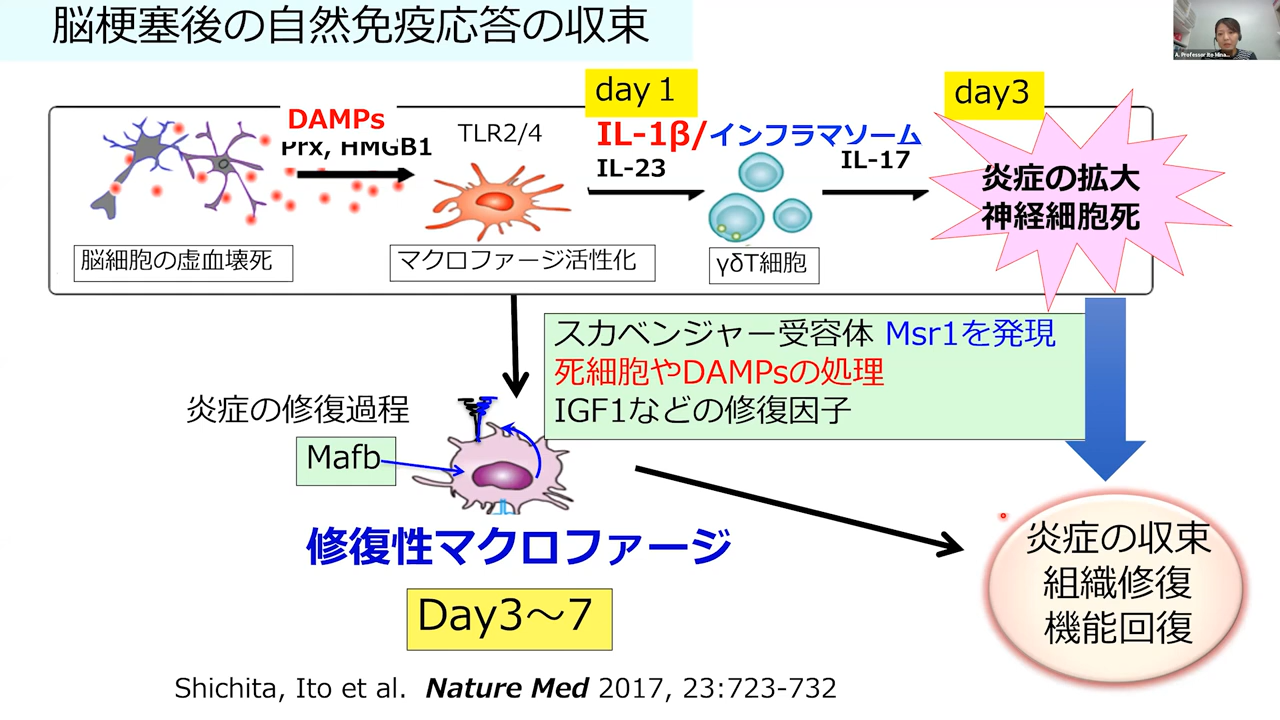 脳梗塞後の自然免疫応答の収束
A. Professor Ito Mina...
day 1
day3
DAMPs
Prx, HMGB1
TLR2/4
IL-1β/インフラマソーム
IL-23
IL-17
炎症の拡大
神経細胞死
脳細胞の虚血壊死
マクロファージ活性化
γδT細胞
スカベンジャー受容体 Msr1を発現
死細胞やDAMPsの処理
IGF1などの修復因子
炎症の修復過程
Mafb
修復性マクロファージ
Day3～7
炎症の収束
組織修復
機能回復
Shichita, Ito et al. Nature Med 2017, 23:723-732